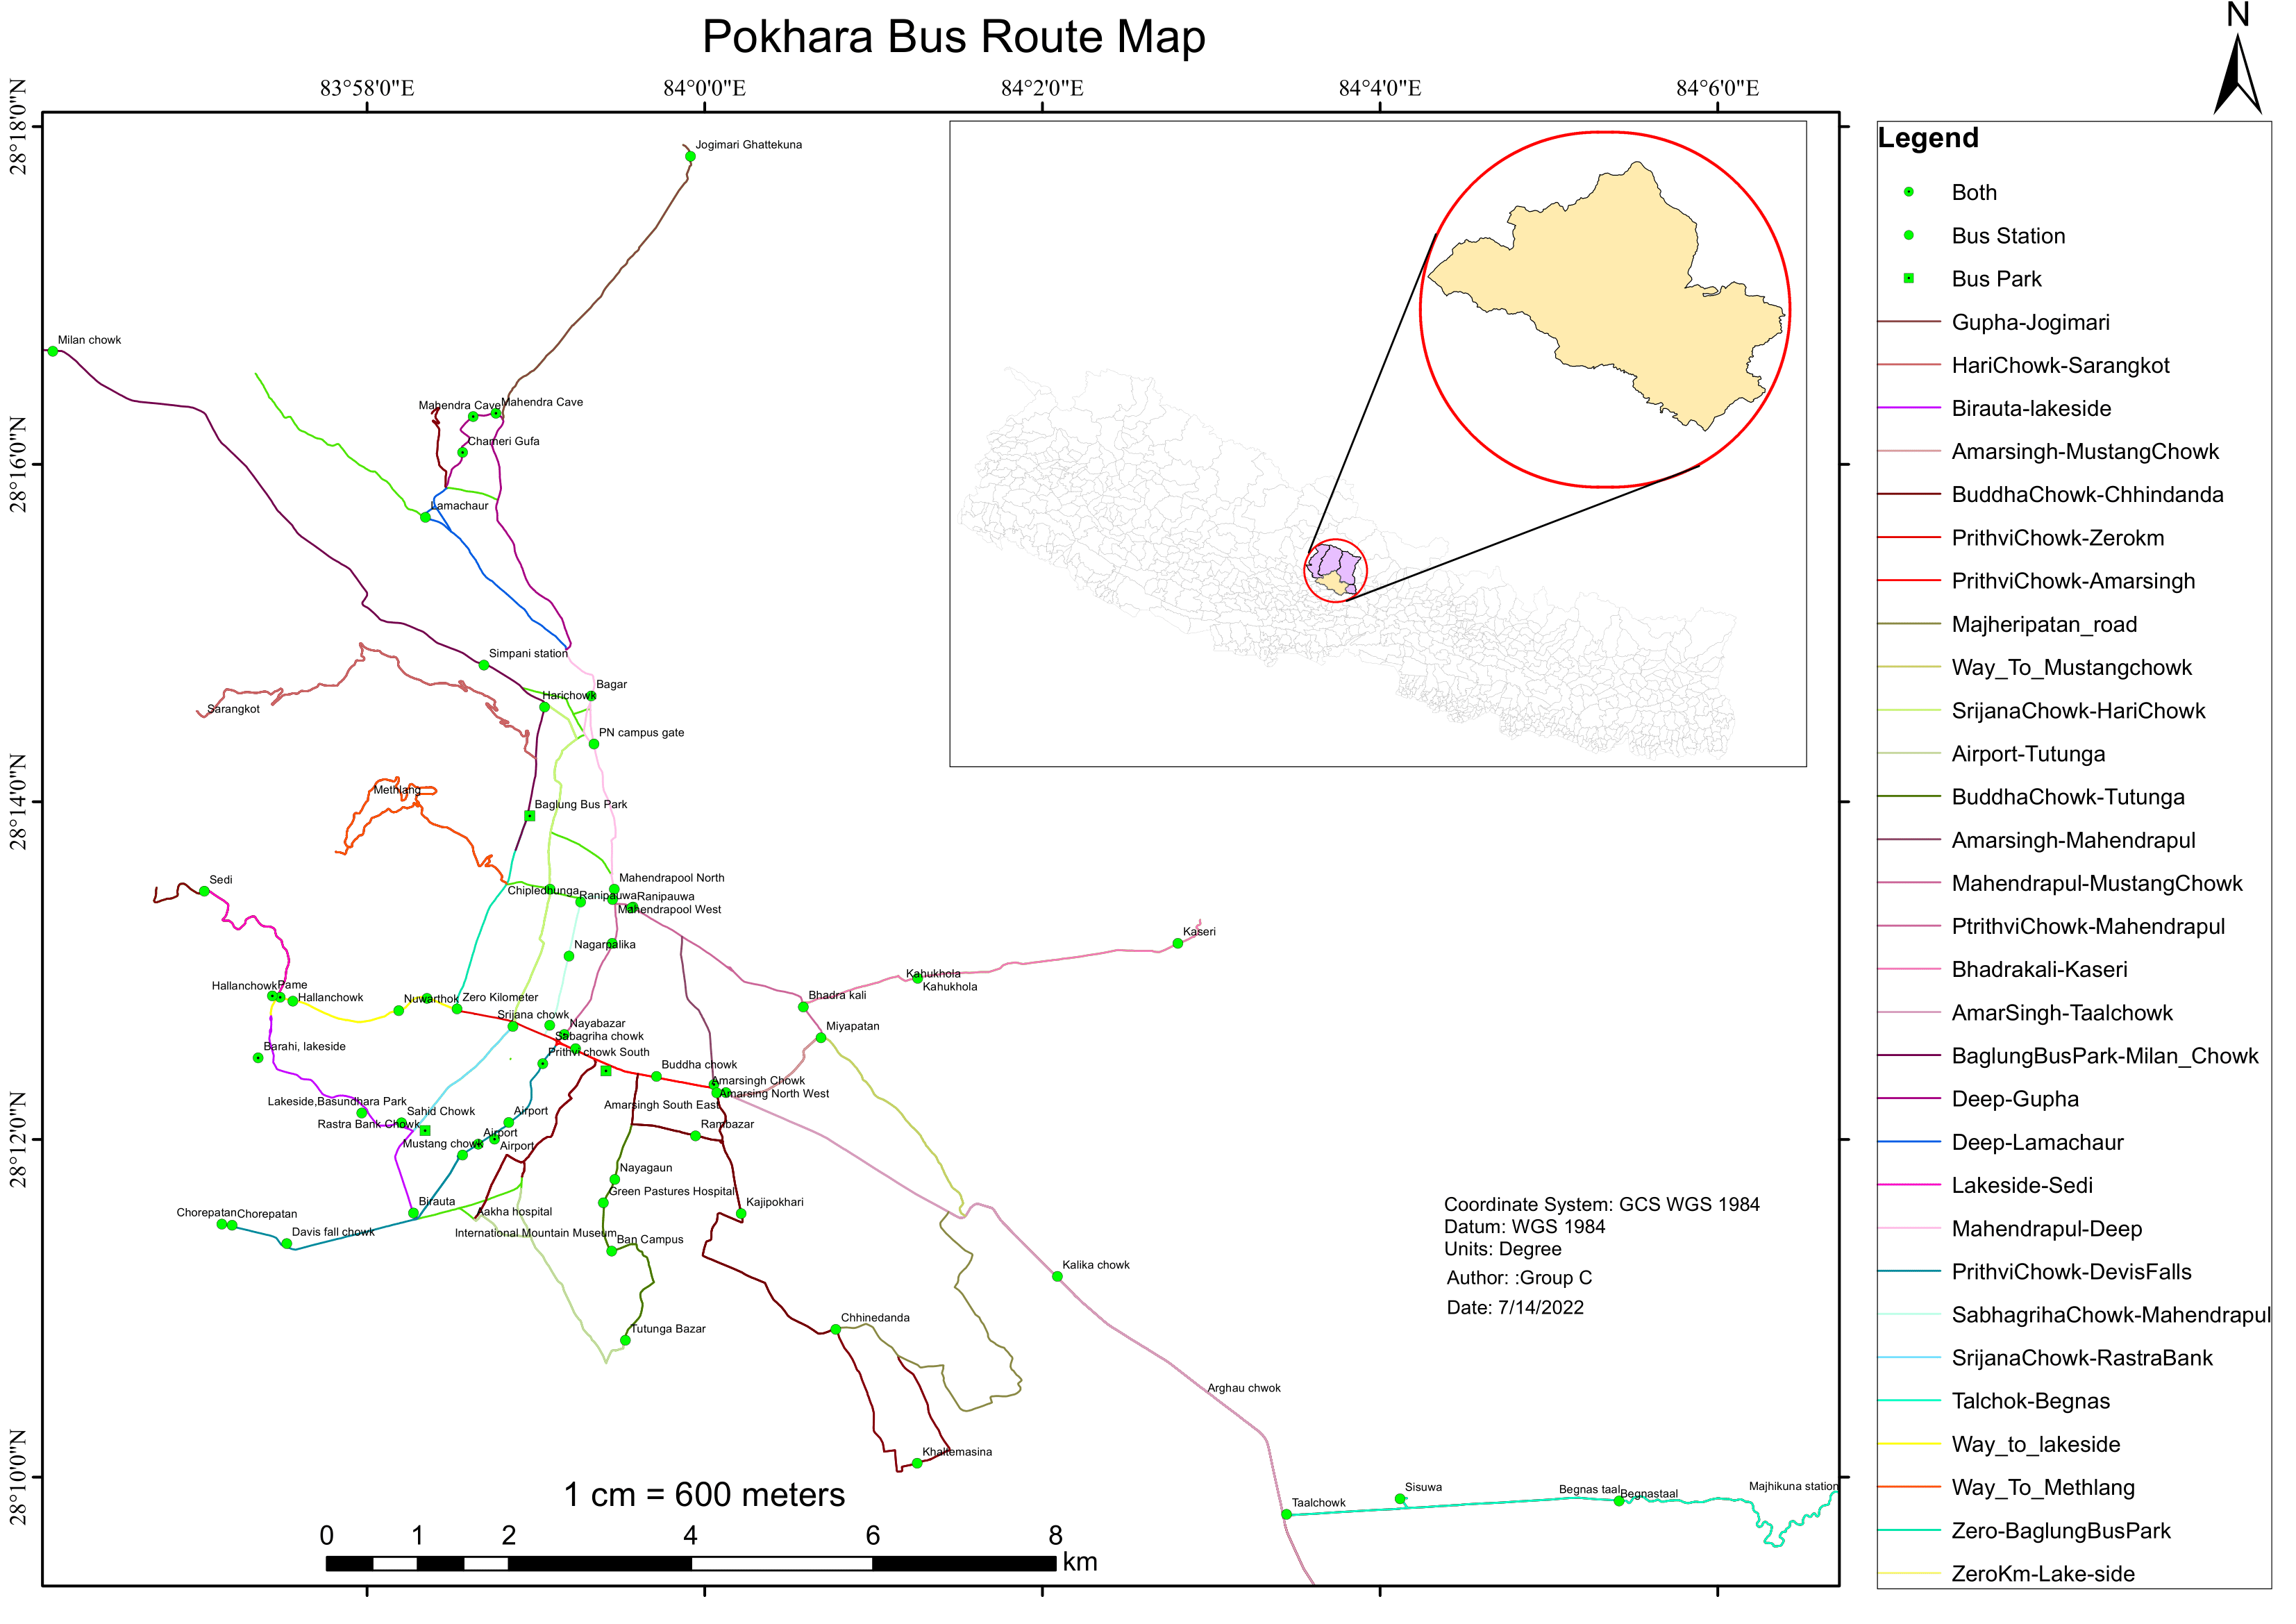 Pokhara Bus Route Map
N
83°58'0"E
84°0'0"E
84°2'0"E
84°4'0"E
84°6'0"E
28°18'0"N
28°16'0"N
28°14'0"N
28°12'0"N
28°10'0"N
Jogimari Ghattekuna
Milan chowk
Mahendra Cave
Mahendra Cave
Chameri Gufa
Lamachaur
Simpani station
Bagar
Harichowk
Sarangkot
PN campus gate
Methlang
Baglung Bus Park
Sedi
Mahendrapool North
Chipledhunga
Ranipauwa
Ranipauwa
Mahendrapool West
Kaseri
Nagarpalika
Kahukhola
Kahukhola
Hallanchowk
Pame
Hallanchowk
Nuwarthok
Zero Kilometer
Bhadra kali
Srijana chowk
Nayabazar
Miyapatan
Sabagriha chowk
Barahi, lakeside
Prithvi chowk South
Buddha chowk
Amarsingh Chowk
Amarsing North West
Lakeside,Basundhara Park
Amarsingh South East
Sahid Chowk
Airport
Rastra Bank Chowk
Rambazar
Airport
Mustang chowk
Airport
Nayagaun
Green Pastures Hospital
Birauta
Kajipokhari
Chorepatan
Chorepatan
Aakha hospital
Davis fall chowk
International Mountain Museum
Ban Campus
Kalika chowk
Chhinedanda
Tutunga Bazar
Arghau chwok
Khaltemasina
Sisuwa
Begnas taal
Begnastaal
Majhikuna station
Taalchowk
Coordinate System: GCS WGS 1984
Datum: WGS 1984
Units: Degree
Author: :Group C
Date: 7/14/2022
1 cm = 600 meters
0 1 2 4 6 8
km
Legend
Both
Bus Station
Bus Park
Gupha-Jogimari
HariChowk-Sarangkot
Birauta-lakeside
Amarsingh-MustangChowk
BuddhaChowk-Chhindanda
PrithviChowk-Zerokm
PrithviChowk-Amarsingh
Majheripatan_road
Way_To_Mustangchowk
SrijanaChowk-HariChowk
Airport-Tutunga
BuddhaChowk-Tutunga
Amarsingh-Mahendrapul
Mahendrapul-MustangChowk
PtrithviChowk-Mahendrapul
Bhadrakali-Kaseri
AmarSingh-Taalchowk
BaglungBusPark-Milan_Chowk
Deep-Gupha
Deep-Lamachaur
Lakeside-Sedi
Mahendrapul-Deep
PrithviChowk-DevisFalls
SabhagrihaChowk-Mahendrapul
SrijanaChowk-RastraBank
Talchok-Begnas
Way_to_lakeside
Way_To_Methlang
Zero-BaglungBusPark
ZeroKm-Lake-side